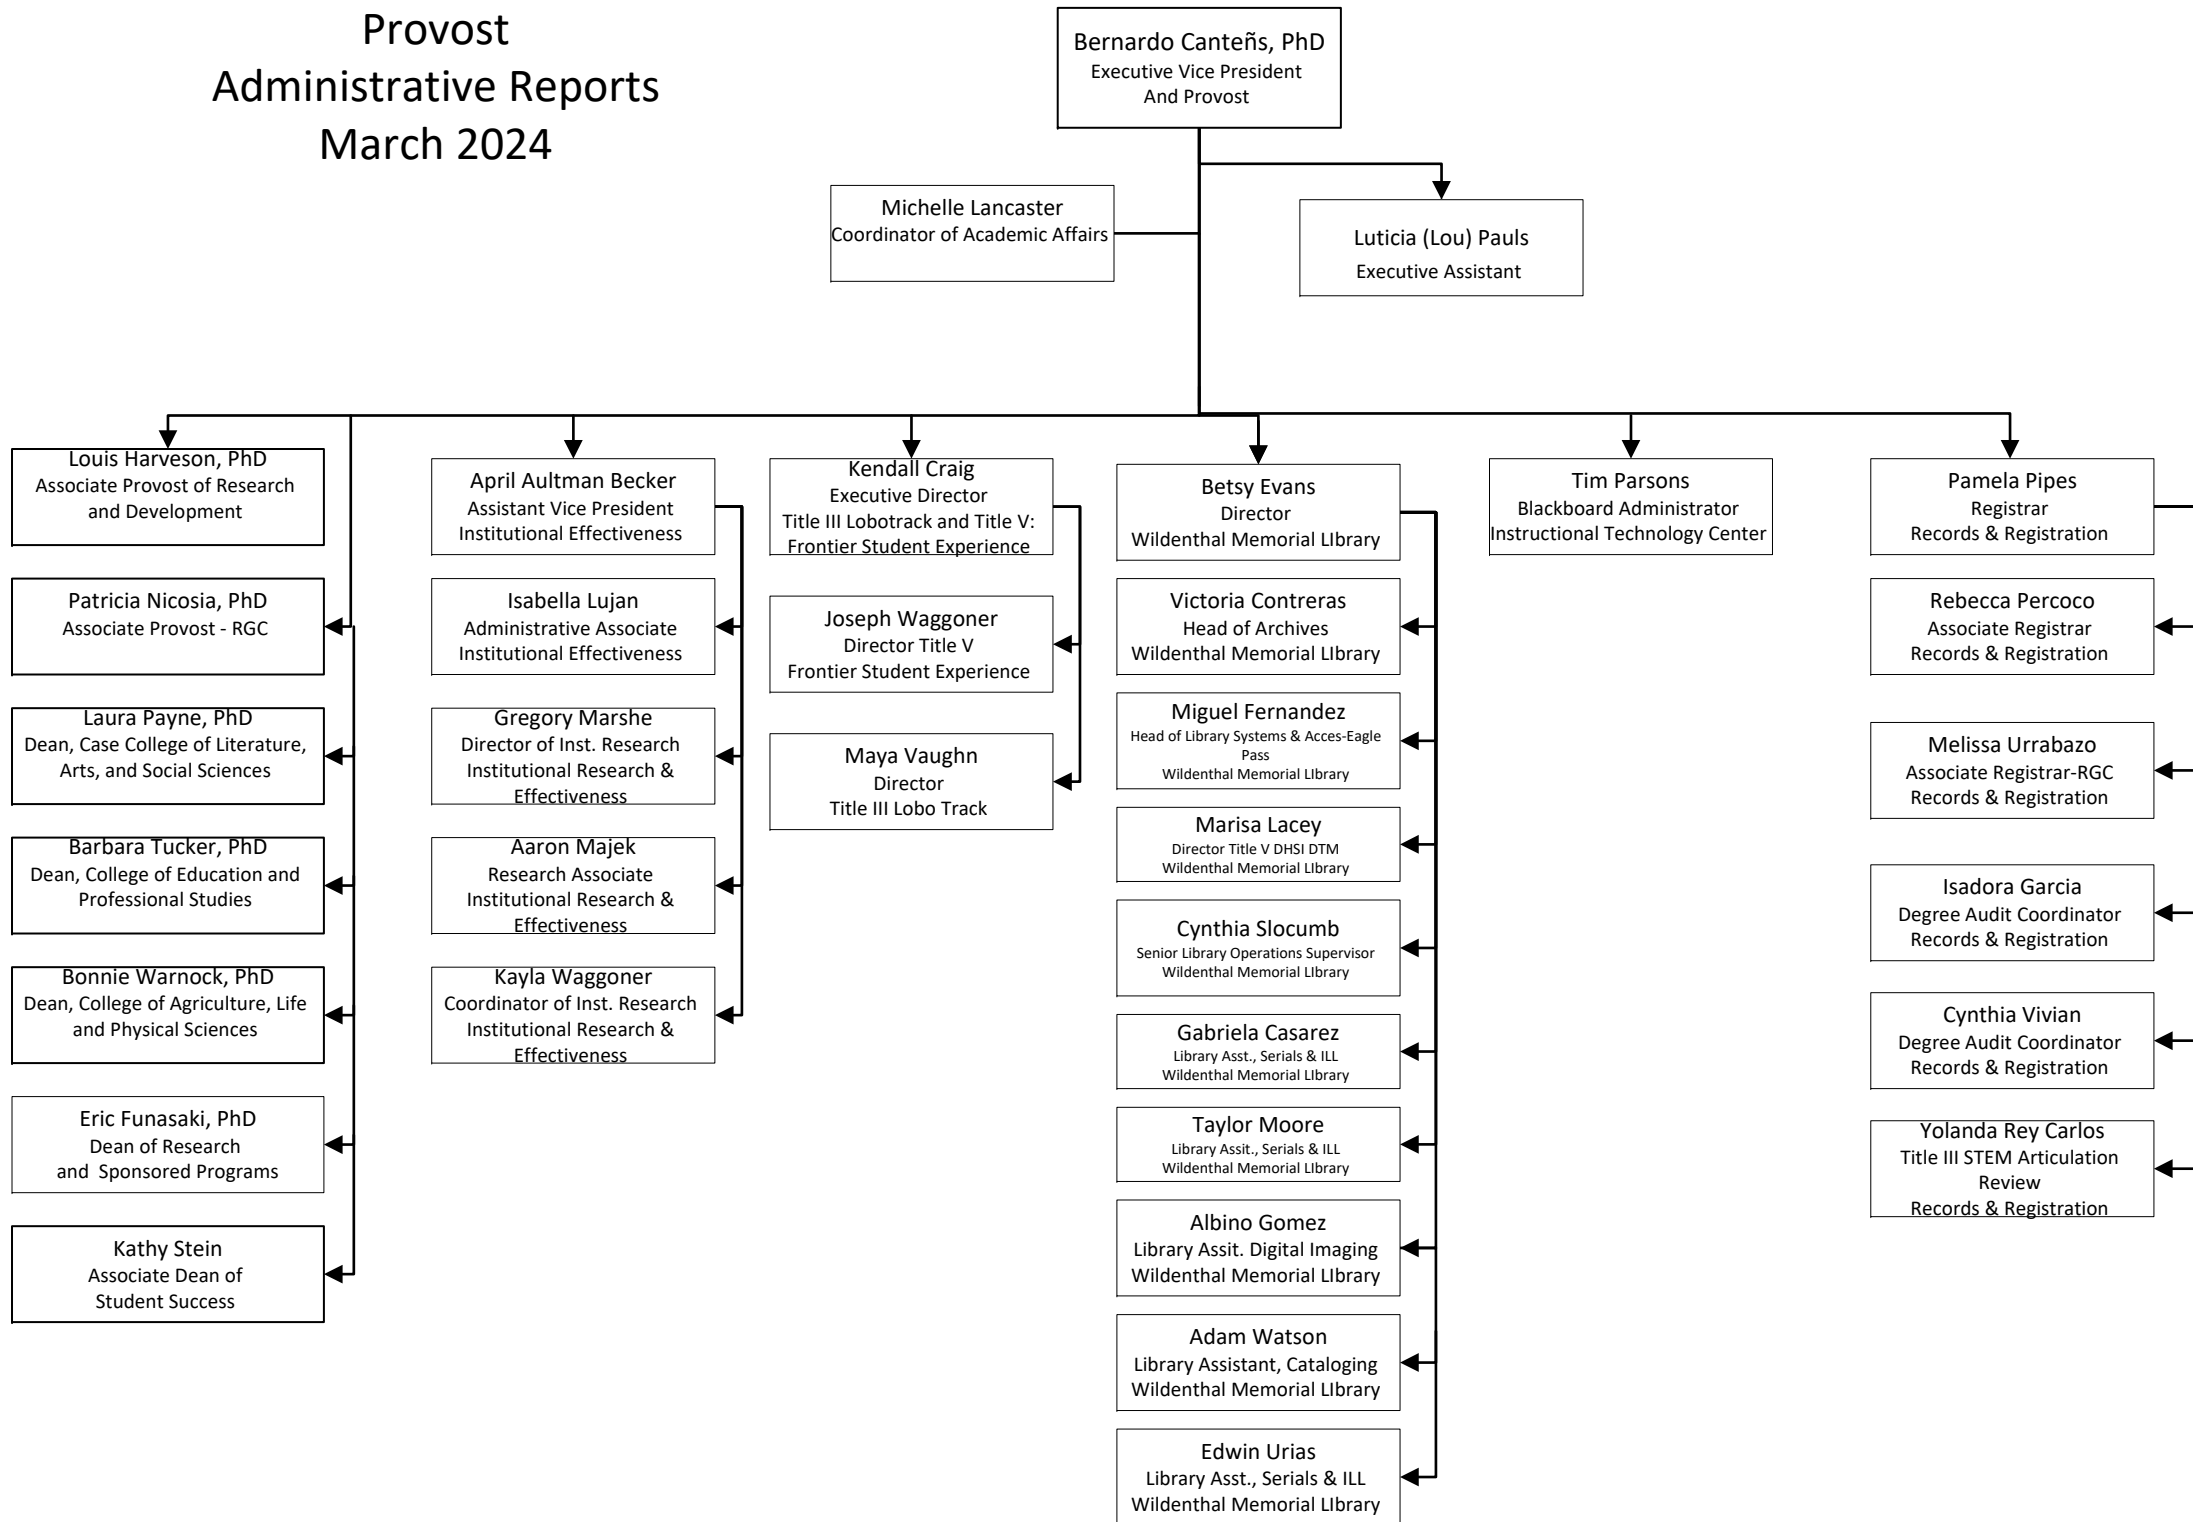 Provost
Administrative Reports
March 2024
Bernardo Canteñs, PhD
Executive Vice President
And Provost
Michelle Lancaster
Coordinator of Academic Affairs
Luticia (Lou) Pauls
Executive Assistant
Louis Harveson, PhD
Associate Provost of Research
and Development
Patricia Nicosia, PhD
Associate Provost - RGC
Laura Payne, PhD
Dean, Case College of Literature,
Arts, and Social Sciences
Barbara Tucker, PhD
Dean, College of Education and
Professional Studies
Bonnie Warnock, PhD
Dean, College of Agriculture, Life
and Physical Sciences
Eric Funasaki, PhD
Dean of Research
and Sponsored Programs
Kathy Stein
Associate Dean of
Student Success
April Aultman Becker
Assistant Vice President
Institutional Effectiveness
Isabella Lujan
Administrative Associate
Institutional Effectiveness
Gregory Marshe
Director of Inst. Research
Institutional Research &
Effectiveness
Aaron Majek
Research Associate
Institutional Research &
Effectiveness
Kayla Waggoner
Coordinator of Inst. Research
Institutional Research &
Effectiveness
Kendall Craig
Executive Director
Title III Lobotrack and Title V:
Frontier Student Experience
Joseph Waggoner
Director Title V
Frontier Student Experience
Maya Vaughn
Director
Title III Lobo Track
Betsy Evans
Director
Wildenthal Memorial LIbrary
Victoria Contreras
Head of Archives
Wildenthal Memorial LIbrary
Miguel Fernandez
Head of Library Systems & Acces-Eagle
Pass
Wildenthal Memorial LIbrary
Marisa Lacey
Director Title V DHSI DTM
Wildenthal Memorial LIbrary
Cynthia Slocumb
Senior Library Operations Supervisor
Wildenthal Memorial LIbrary
Gabriela Casarez
Library Asst., Serials & ILL
Wildenthal Memorial LIbrary
Taylor Moore
Library Assit., Serials & ILL
Wildenthal Memorial LIbrary
Albino Gomez
Library Assit. Digital Imaging
Wildenthal Memorial LIbrary
Adam Watson
Library Assistant, Cataloging
Wildenthal Memorial LIbrary
Edwin Urias
Library Asst., Serials & ILL
Wildenthal Memorial LIbrary
Tim Parsons
Blackboard Administrator
Instructional Technology Center
Pamela Pipes
Registrar
Records & Registration
Rebecca Percoco
Associate Registrar
Records & Registration
Melissa Urrabazo
Associate Registrar-RGC
Records & Registration
Isadora Garcia
Degree Audit Coordinator
Records & Registration
Cynthia Vivian
Degree Audit Coordinator
Records & Registration
Yolanda Rey Carlos
Title III STEM Articulation
Review
Records & Registration